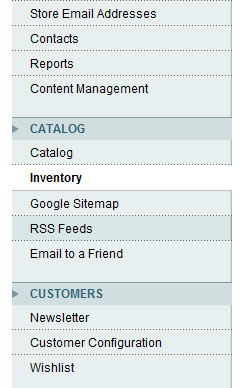 Store Email Addresses
Contacts
Reports
Content Management
CATALOG
Catalog
Inventory
Google Sitemap
RSS Feeds
Email to a Friend
CUSTOMERS
Newsletter
Customer Configuration
Wishlist